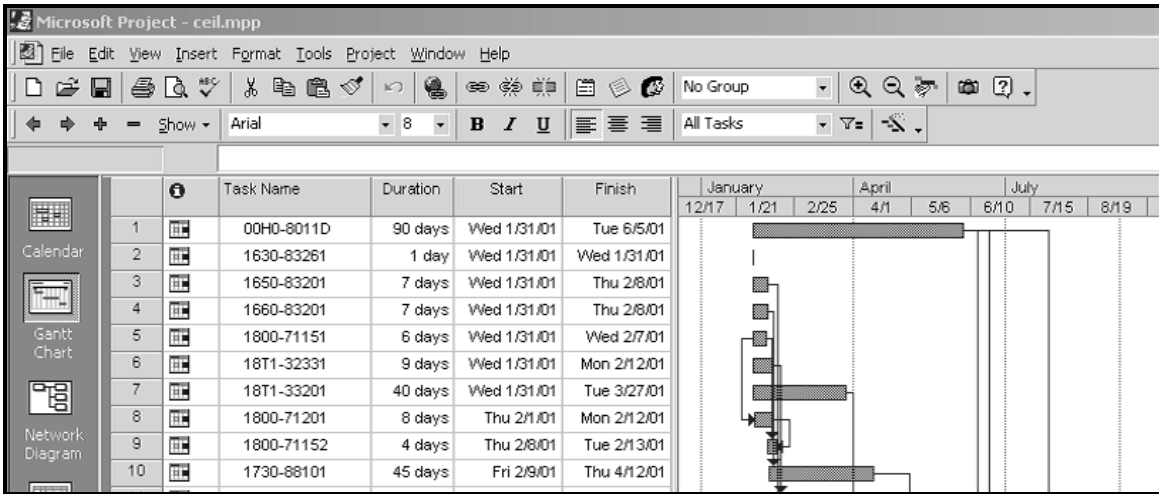 Microsoft Project - ceil.mpp
File Edit View Insert Format Tools Project Window Help
No Group
Show Arial 8 B I U All Tasks
Task Name Duration Start Finish January April July
12/17 1/21 2/25 4/1 5/6 6/10 7/15 8/19
1 00H0-8011D 90 days Wed 1/31/01 Tue 6/5/01
2 1630-83261 1 day Wed 1/31/01 Wed 1/31/01
3 1650-83201 7 days Wed 1/31/01 Thu 2/8/01
4 1660-83201 7 days Wed 1/31/01 Thu 2/8/01
5 1800-71151 6 days Wed 1/31/01 Wed 2/7/01
6 18T1-32331 9 days Wed 1/31/01 Mon 2/12/01
7 18T1-33201 40 days Wed 1/31/01 Tue 3/27/01
8 1800-71201 8 days Thu 2/1/01 Mon 2/12/01
9 1800-71152 4 days Thu 2/8/01 Tue 2/13/01
10 1730-88101 45 days Fri 2/9/01 Thu 4/12/01
Calendar
Gantt
Chart
Network
Diagram